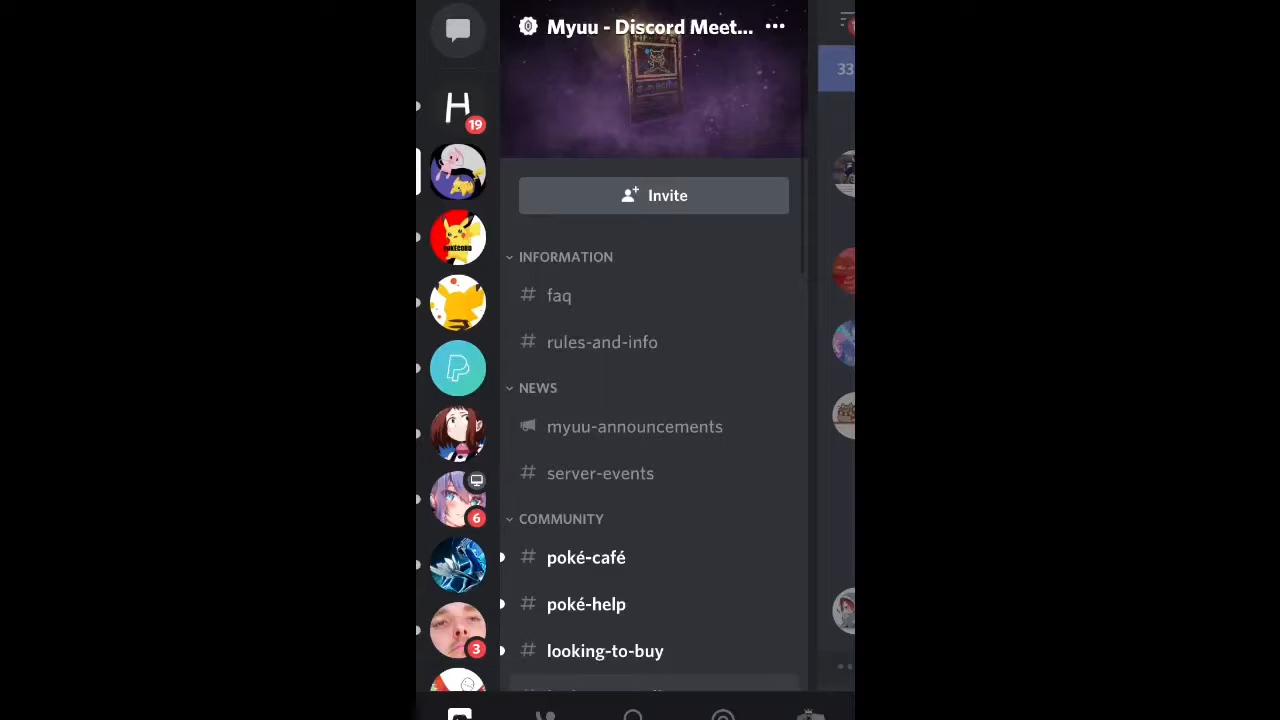 Myuu - Discord Meet...
H
19
33
Invite
INFORMATION
faq
rules-and-info
NEWS
myuu-announcements
server-events
COMMUNITY
poké-café
6
poké-help
3
looking-to-buy